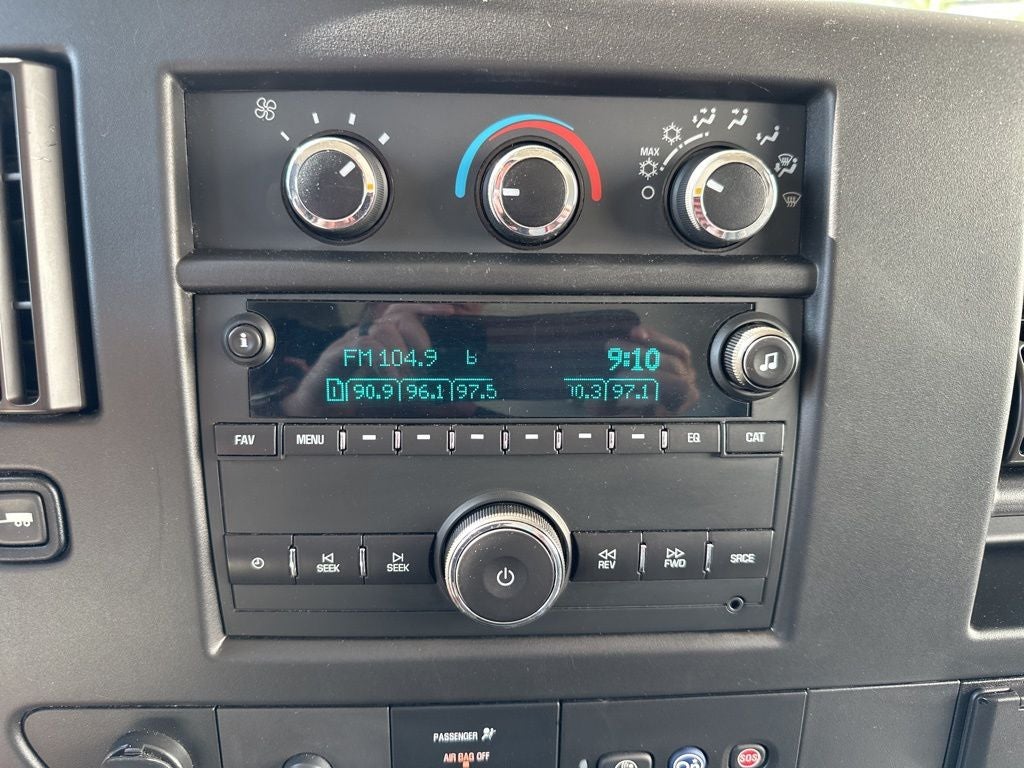 MAX
i
FM 104.9 9:10
1 90.9 96.1 97.5 0.3 97.1
FAV MENU EQ CAT
SEEK SEEK REV FWD SRCE
PASSENGER
AIR BAG OFF
SOS